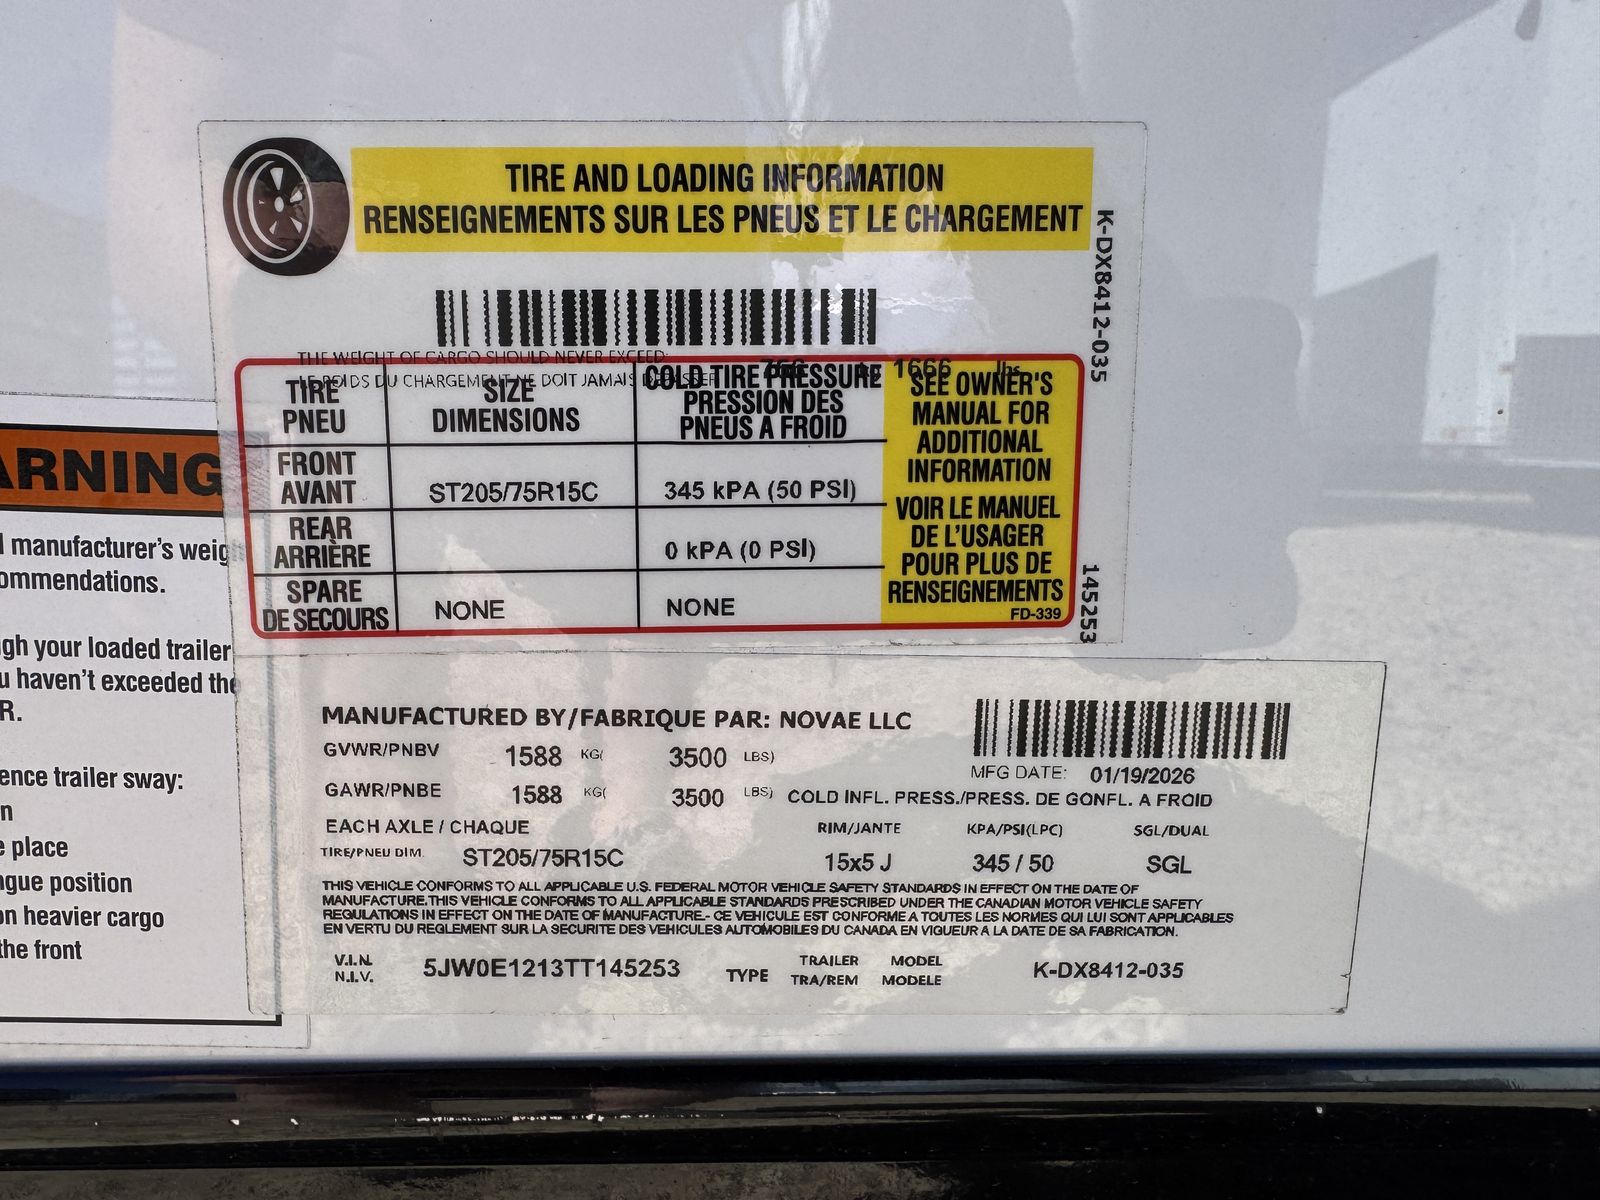 TIRE AND LOADING INFORMATION
RENSEIGNEMENTS SUR LES PNEUS ET LE CHARGEMENT
K-DX8412-035
THE WEIGHT OF CARGO SHOULD NEVER EXCEED:
LE POIDS DU CHARGEMENT NE DOIT JAMAIS 1666 lbs.
TIRE PNEU
SIZE DIMENSIONS
COLD TIRE PRESSURE PRESSION DES PNEUS A FROID
FRONT AVANT
ST205/75R15C
345 kPA (50 PSI)
REAR ARRIÈRE
0 kPA (0 PSI)
SPARE DE SECOURS
NONE
NONE
SEE OWNER'S
MANUAL FOR
ADDITIONAL
INFORMATION
VOIR LE MANUEL
DE L'USAGER
POUR PLUS DE
RENSEIGNEMENTS
FD-339
145253
MANUFACTURED BY/FABRIQUE PAR: NOVAE LLC
GVWR/PNBV 1588 KG( 3500 LBS)
MFG DATE: 01/19/2026
GAWR/PNBE 1588 KG( 3500 LBS)
COLD INFL. PRESS./PRESS. DE GONFL. A FROID
EACH AXLE / CHAQUE RIM/JANTE KPA/PSI(LPC) SGL/DUAL
TIRE/PNEU DIM. ST205/75R15C 15x5 J 345 / 50 SGL
THIS VEHICLE CONFORMS TO ALL APPLICABLE U.S. FEDERAL MOTOR VEHICLE SAFETY STANDARDS IN EFFECT ON THE DATE OF
MANUFACTURE.THIS VEHICLE CONFORMS TO ALL APPLICABLE STANDARDS PRESCRIBED UNDER THE CANADIAN MOTOR VEHICLE SAFETY
REGULATIONS IN EFFECT ON THE DATE OF MANUFACTURE.- CE VEHICULE EST CONFORME A TOUTES LES NORMES QUI LUI SONT APPLICABLES
EN VERTU DU REGLEMENT SUR LA SECURITE DES VEHICULES AUTOMOBILES DU CANADA EN VIGUEUR A LA DATE DE SA FABRICATION.
V.I.N. 5JW0E1213TT145253 TYPE TRAILER MODEL K-DX8412-035
N.I.V. TRA/REM MODELE
ARNING
manufacturer's weig
ommendations.
gh your loaded trailer
u haven't exceeded the
R.
ence trailer sway:
n
e place
ngue position
on heavier cargo
the front